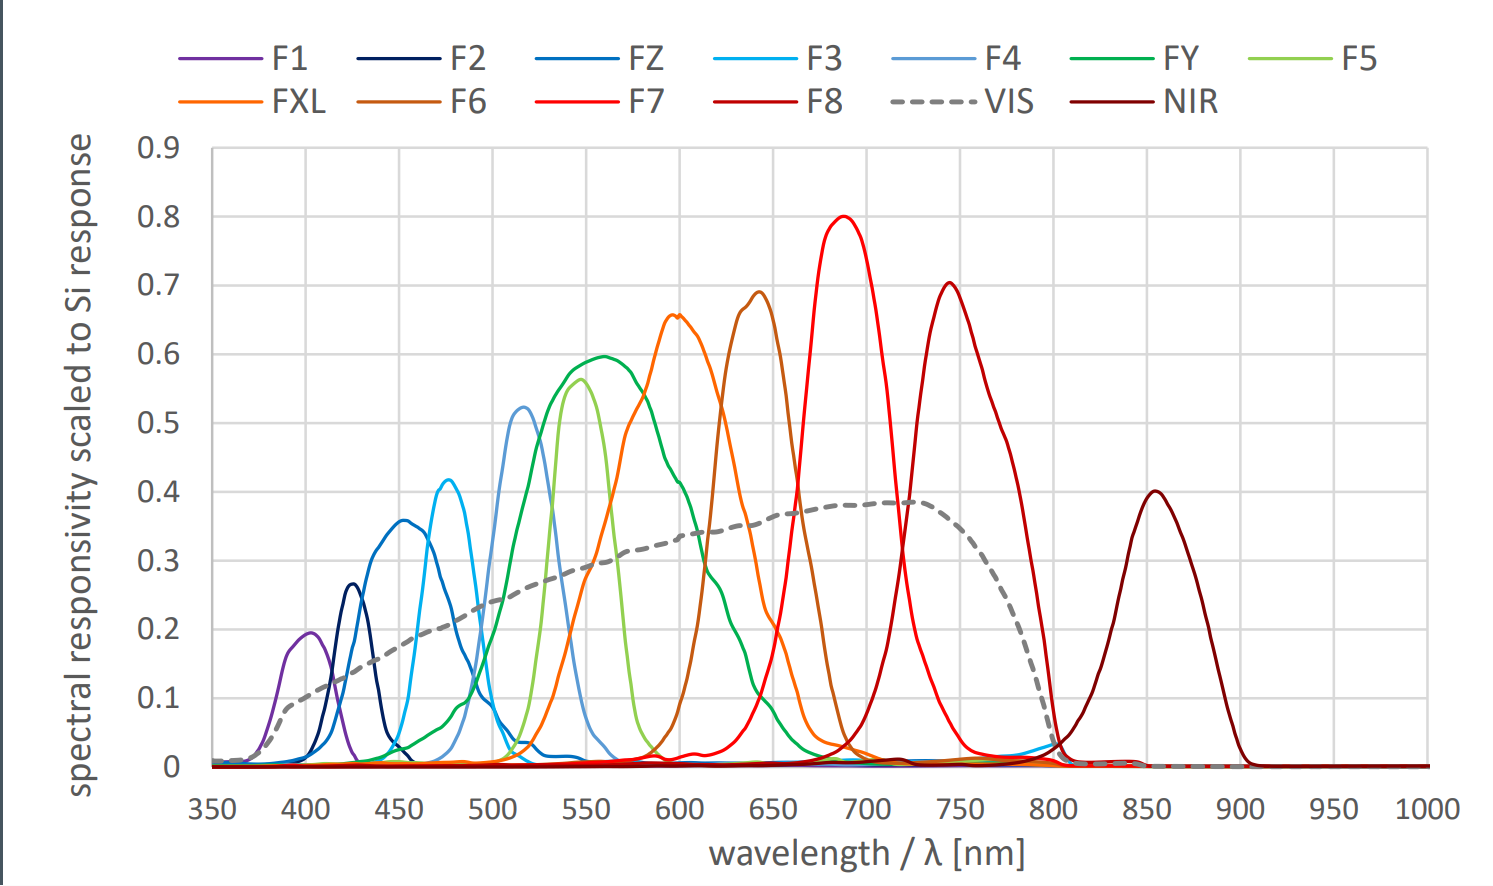 F1 F2 FZ F3 F4 FY F5
FXL F6 F7 F8 VIS NIR
spectral responsivity scaled to Si response
0.9
0.8
0.7
0.6
0.5
0.4
0.3
0.2
0.1
0
350 400 450 500 550 600 650 700 750 800 850 900 950 1000
wavelength / λ [nm]